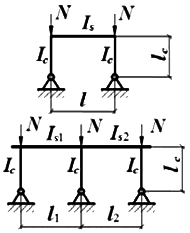 N N
I_s
I_c I_c l_c
l
N N N
I_s1 I_s2
I_c I_c I_c l_c
l_1 l_2